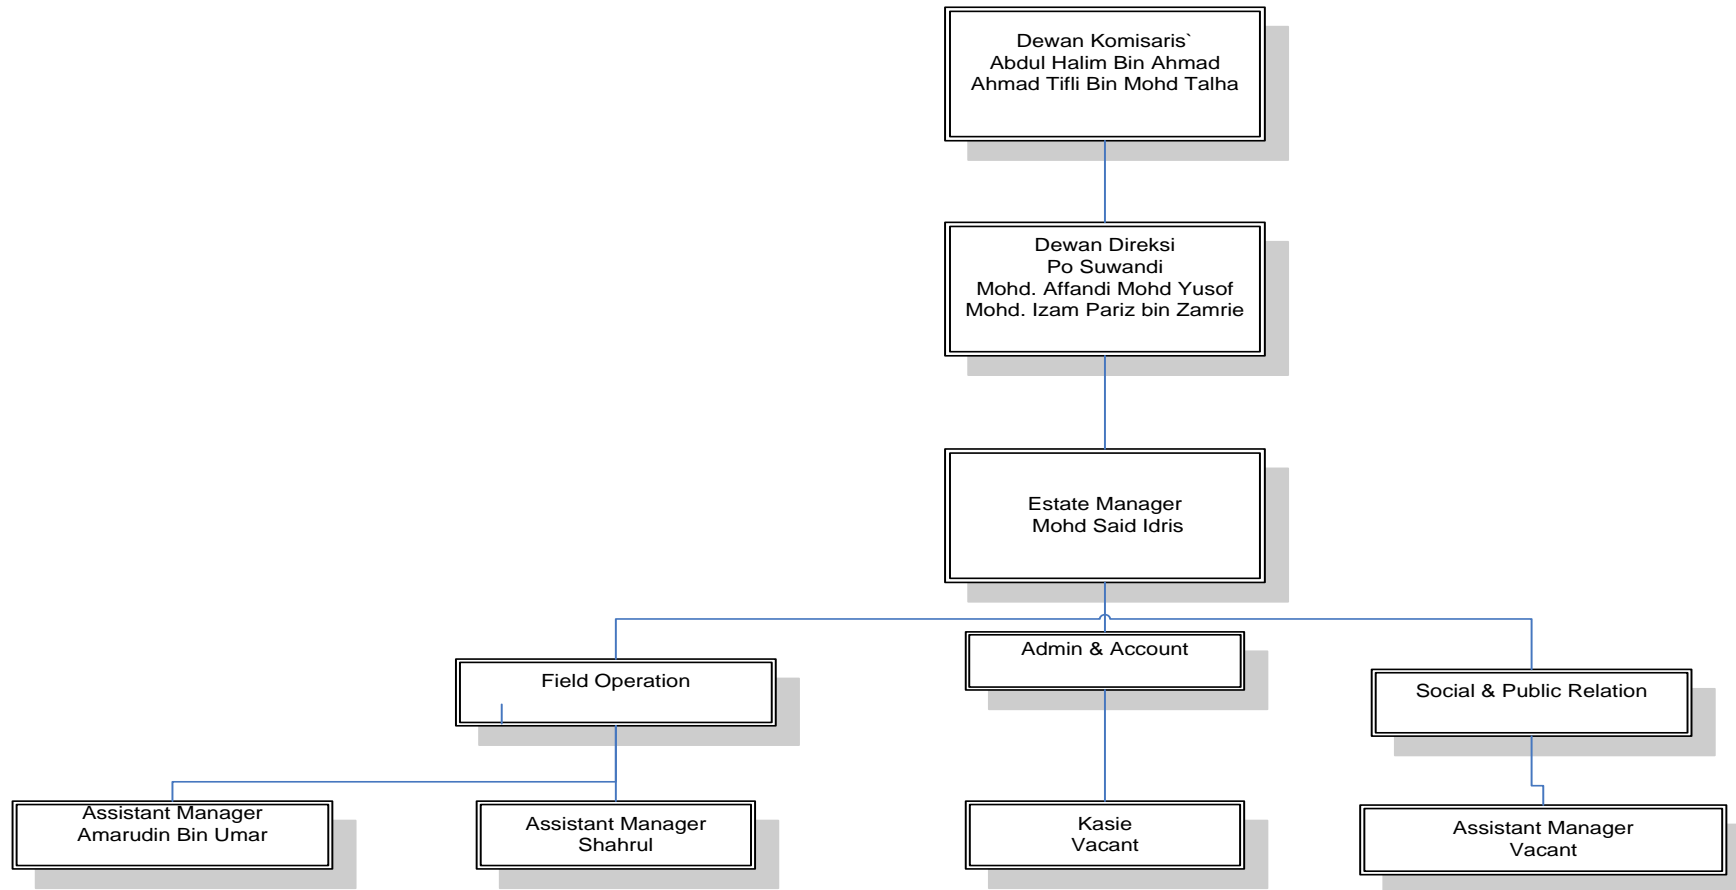 Dewan Komisaris`
Abdul Halim Bin Ahmad
Ahmad Tifli Bin Mohd Talha
Dewan Direksi
Po Suwandi
Mohd. Affandi Mohd Yusof
Mohd. Izam Pariz bin Zamrie
Estate Manager
Mohd Said Idris
Field Operation
Admin & Account
Social & Public Relation
Assistant Manager
Amarudin Bin Umar
Assistant Manager
Shahrul
Kasie
Vacant
Assistant Manager
Vacant